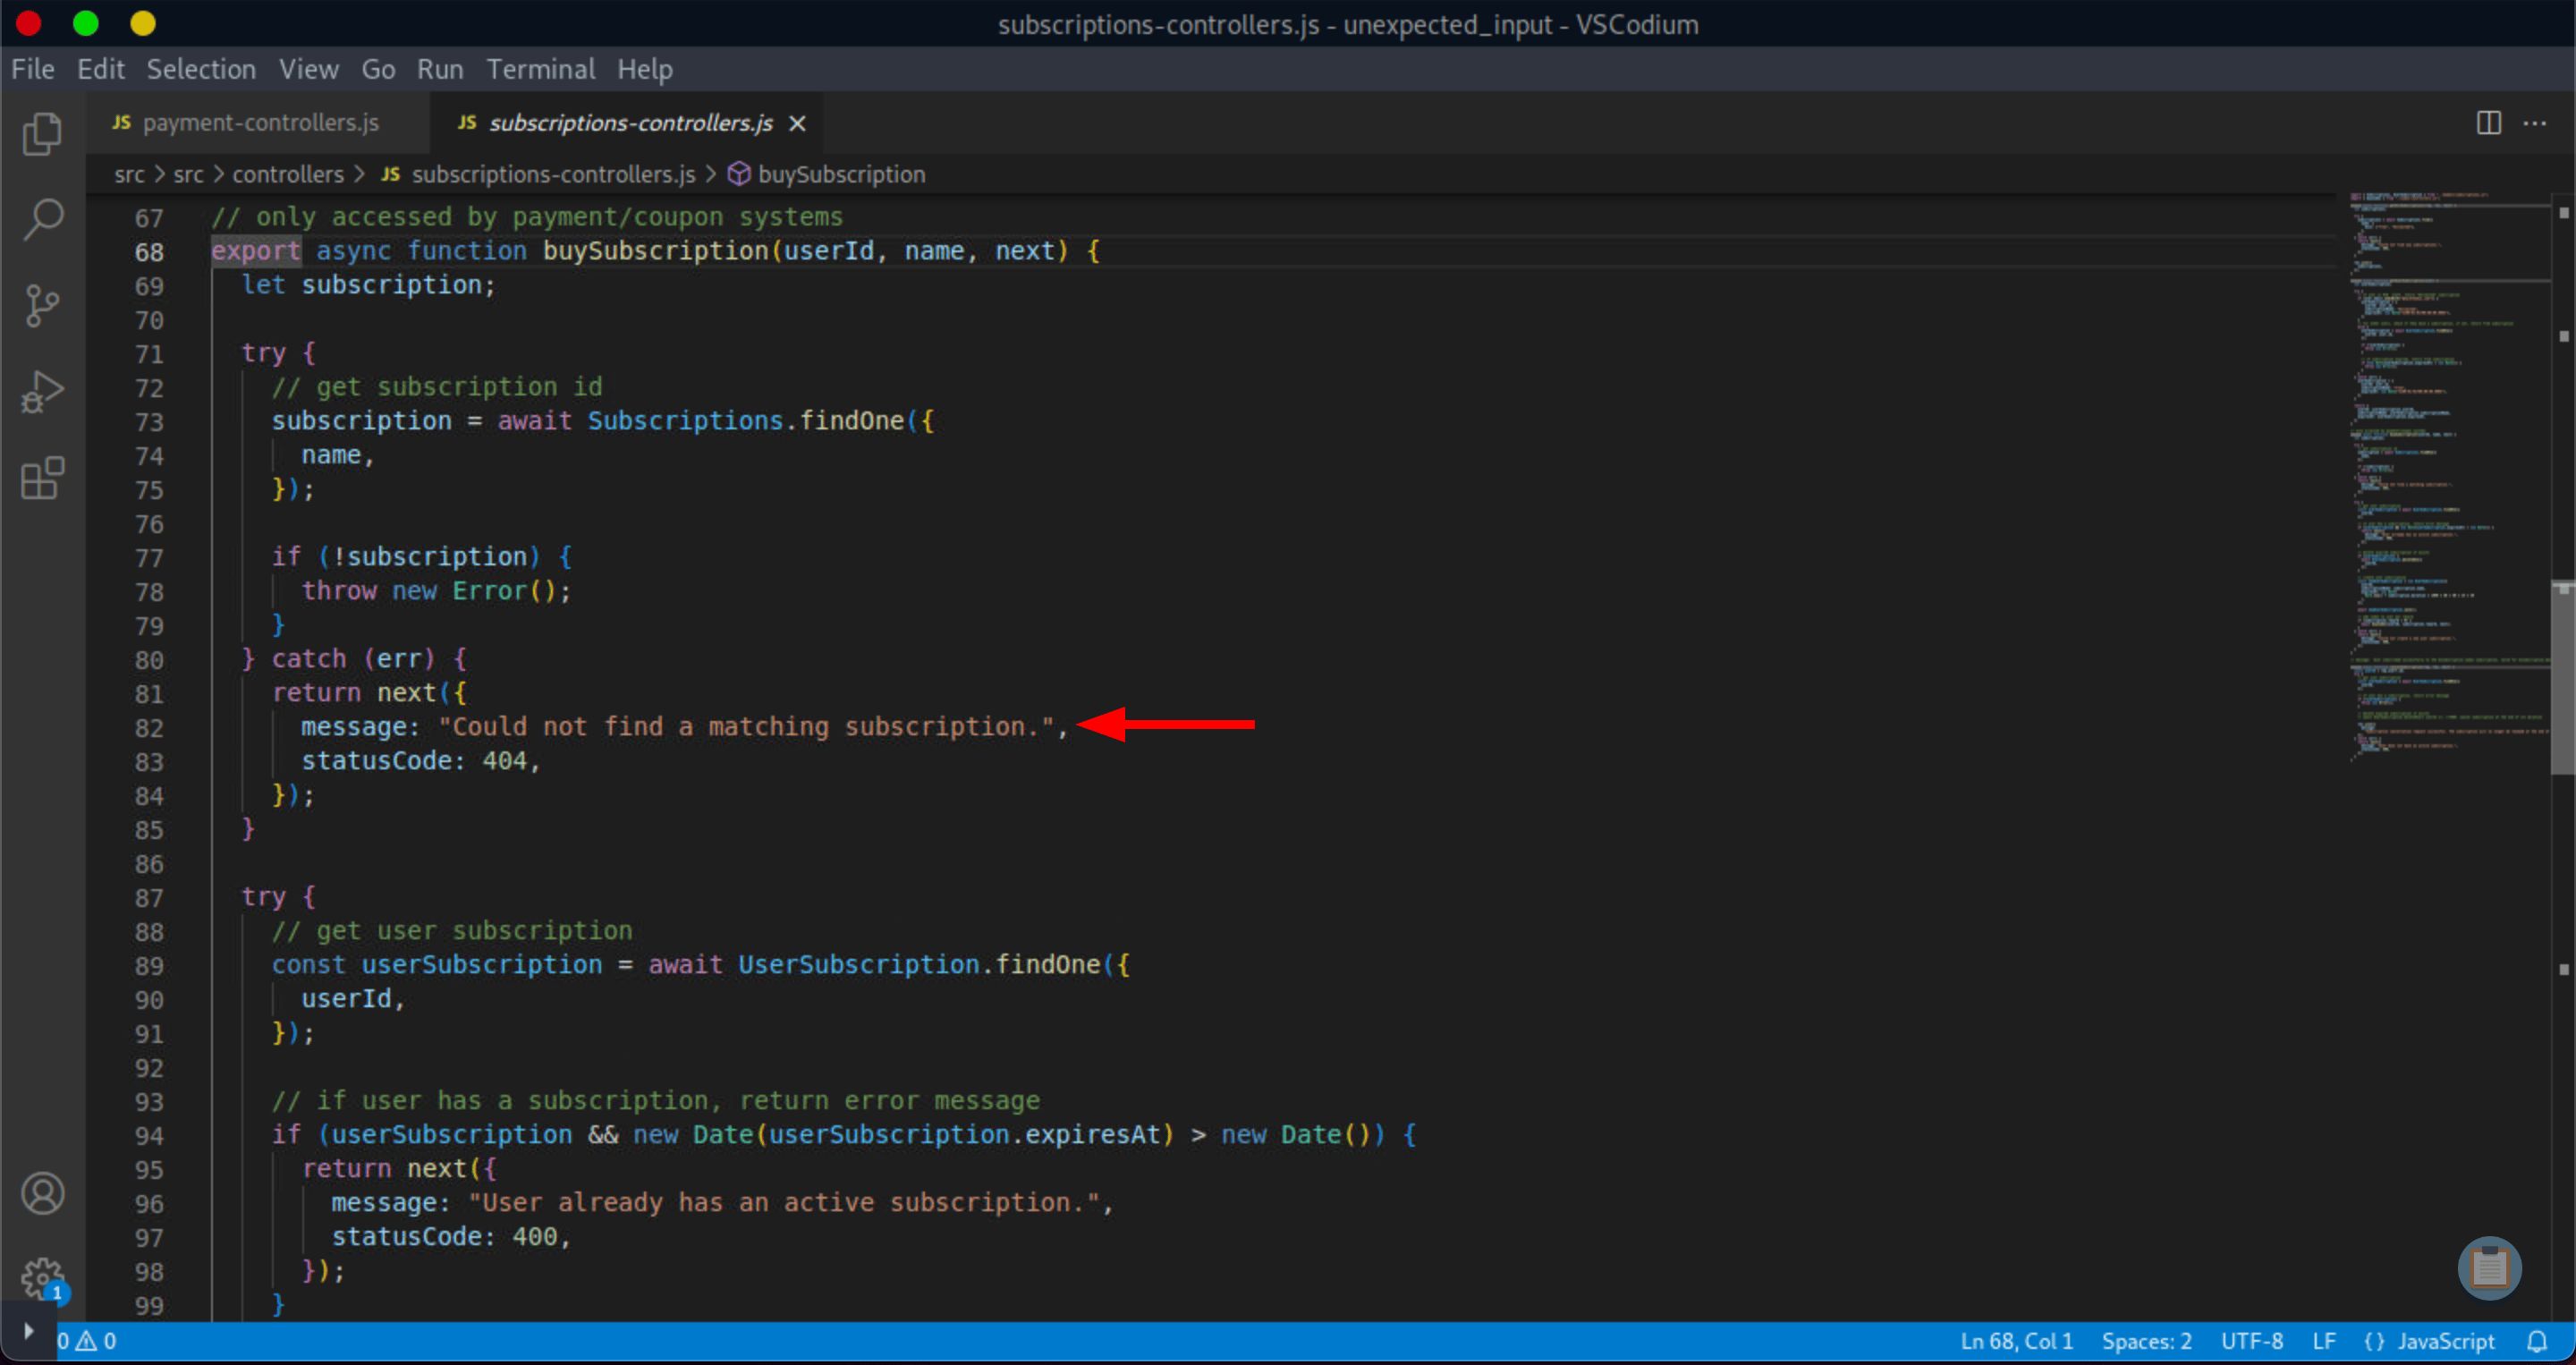 subscriptions-controllers.js - unexpected_input - VSCodium
File Edit Selection View Go Run Terminal Help
JS payment-controllers.js JS subscriptions-controllers.js
src > src > controllers > JS subscriptions-controllers.js > buySubscription
67 // only accessed by payment/coupon systems
68 export async function buySubscription(userId, name, next) {
69 let subscription;
70
71 try {
72 // get subscription id
73 subscription = await Subscriptions.findOne({
74 name,
75 });
76
77 if (!subscription) {
78 throw new Error();
79 }
80 } catch (err) {
81 return next({
82 message: "Could not find a matching subscription.",
83 statusCode: 404,
84 });
85 }
86
87 try {
88 // get user subscription
89 const userSubscription = await UserSubscription.findOne({
90 userId,
91 });
92
93 // if user has a subscription, return error message
94 if (userSubscription && new Date(userSubscription.expiresAt) > new Date()) {
95 return next({
96 message: "User already has an active subscription.",
97 statusCode: 400,
98 });
99 }
1
0 0 Ln 68, Col 1 Spaces: 2 UTF-8 LF {} JavaScript